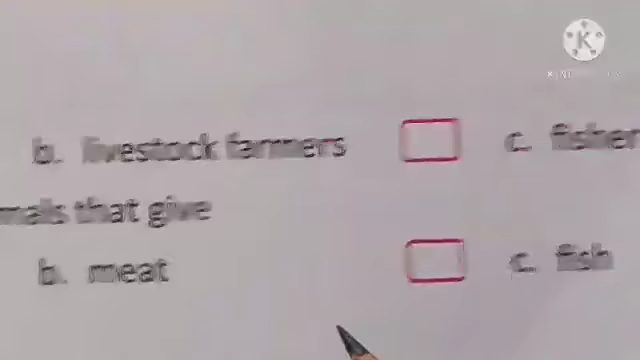 b. livestock farmers c. fisher
mals that give
b. meat c. fish